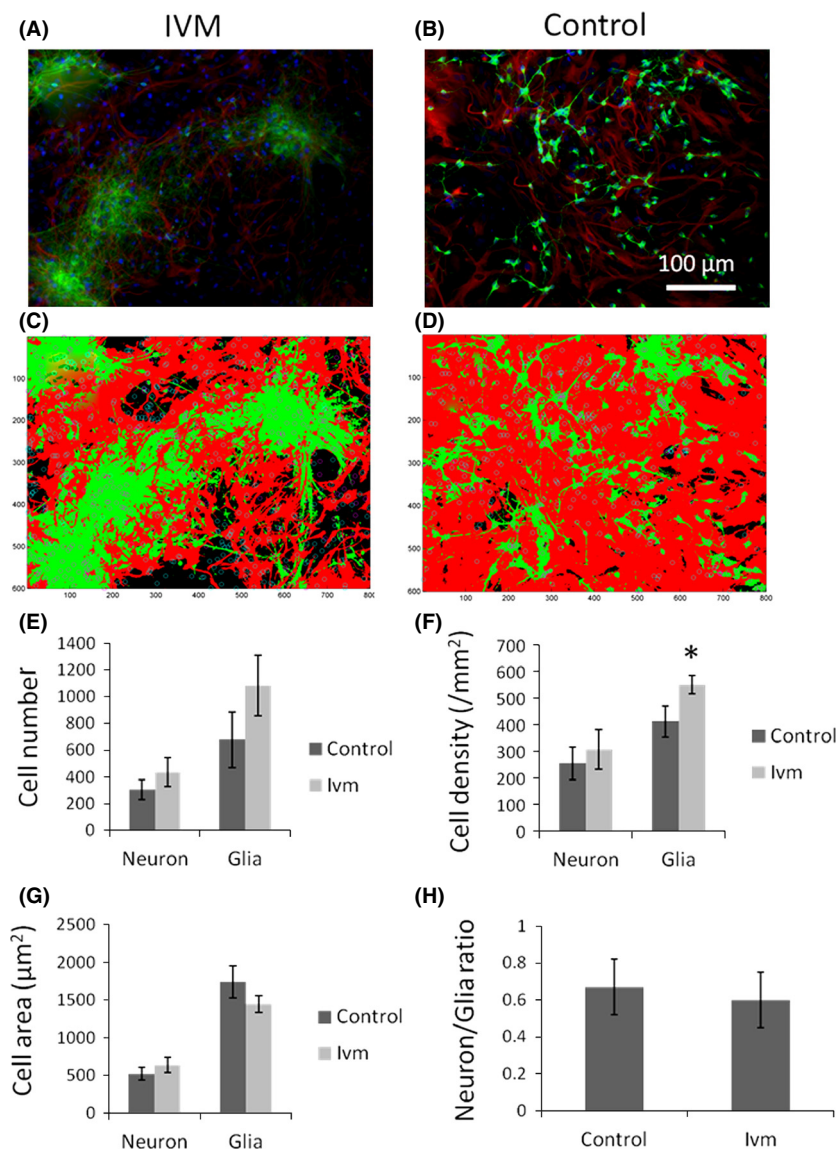 (A) IVM
(B) Control
100 µm
(C)
100
200
300
400
500
600
100 200 300 400 500 600 700 800
(D)
100
200
300
400
500
600
100 200 300 400 500 600 700 800
(E)
Cell number
1400
1200
1000
800
600
400
200
0
Neuron Glia
Control
Ivm
(F)
Cell density (/mm²)
700
600
500
400
300
200
100
0
*
Neuron Glia
Control
Ivm
(G)
Cell area (µm²)
2500
2000
1500
1000
500
0
Neuron Glia
Control
Ivm
(H)
Neuron/Glia ratio
1
0.8
0.6
0.4
0.2
0
Control Ivm